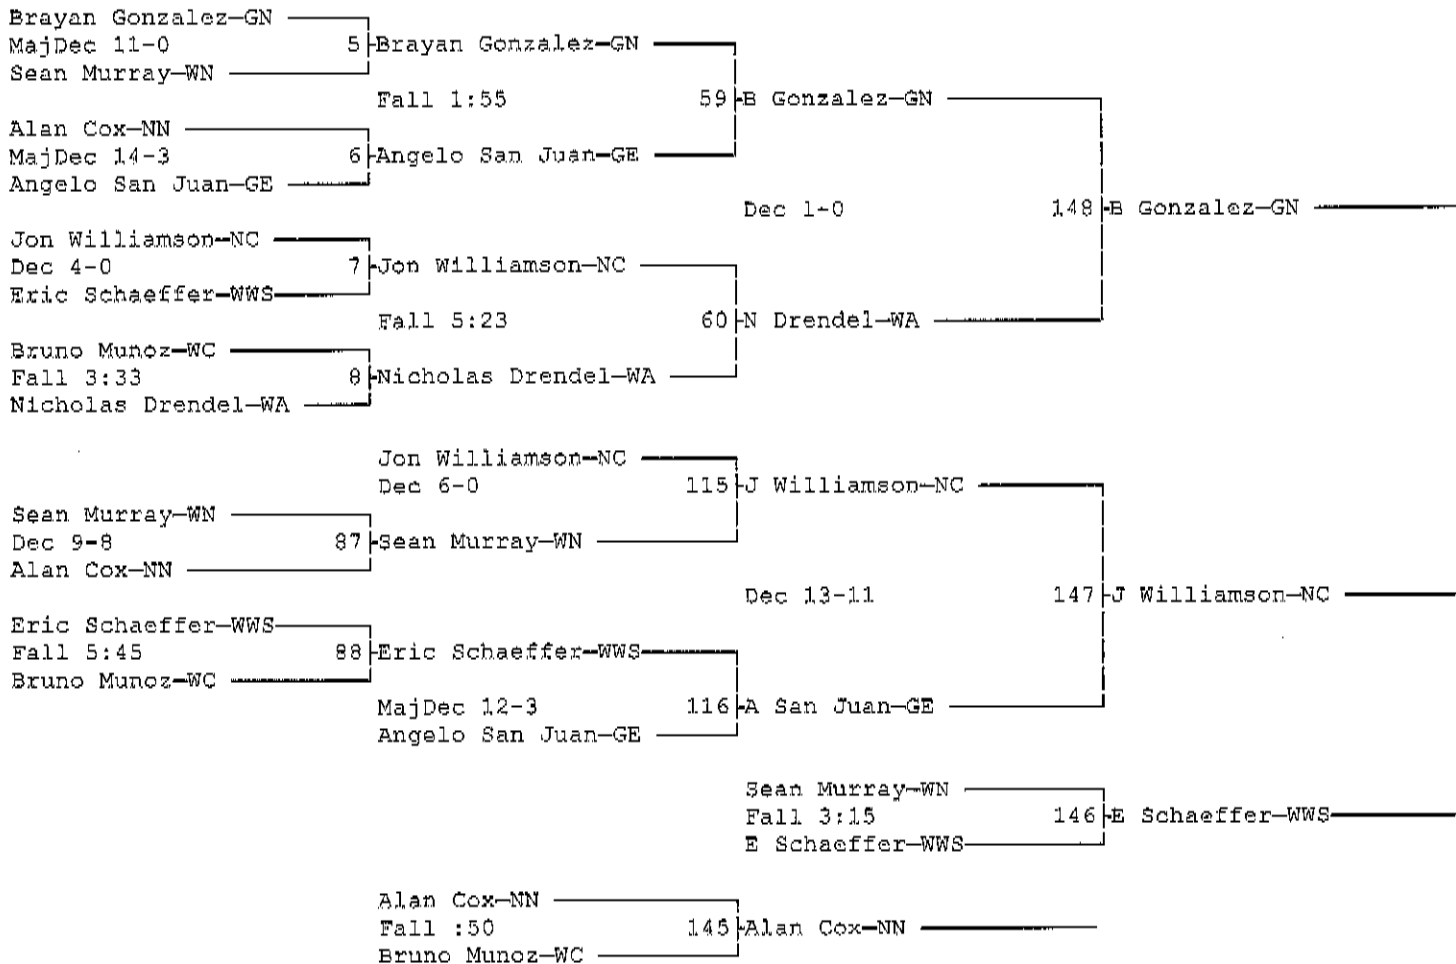 Brayan Gonzalez—GN
MajDec 11-0 5 Brayan Gonzalez—GN
Sean Murray—WN
Fall 1:55 59 B Gonzalez—GN
Alan Cox—NN
MajDec 14-3 6 Angelo San Juan—GE
Angelo San Juan—GE
Dec 1-0 148 B Gonzalez—GN
Jon Williamson—NC
Dec 4-0 7 Jon Williamson—NC
Eric Schaeffer—WWS
Fall 5:23 60 N Drendel—WA
Bruno Munoz—WC
Fall 3:33 8 Nicholas Drendel—WA
Nicholas Drendel—WA
Jon Williamson—NC
Dec 6-0 115 J Williamson—NC
Sean Murray—WN
Dec 9-8 87 Sean Murray—WN
Alan Cox—NN
Dec 13-11 147 J Williamson—NC
Eric Schaeffer—WWS
Fall 5:45 88 Eric Schaeffer—WWS
Bruno Munoz—WC
MajDec 12-3 116 A San Juan—GE
Angelo San Juan—GE
Sean Murray—WN
Fall 3:15 146 E Schaeffer—WWS
E Schaeffer—WWS
Alan Cox—NN
Fall :50 145 Alan Cox—NN
Bruno Munoz—WC